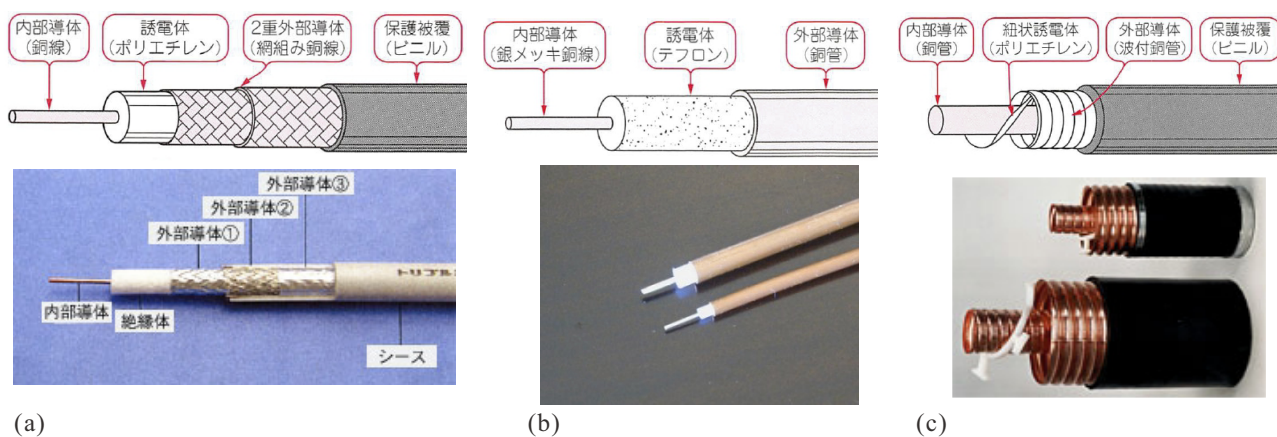 内部導体
(銅線)
誘電体
(ポリエチレン)
2重外部導体
(網組み銅線)
保護被覆
(ビニル)
内部導体
(銀メッキ銅線)
誘電体
(テフロン)
外部導体
(銅管)
内部導体
(銅管)
紐状誘電体
(ポリエチレン)
外部導体
(波付銅管)
保護被覆
(ビニル)
外部導体③
外部導体②
外部導体①
トリプル
内部導体
絶縁体
シース
(a)
(b)
(c)